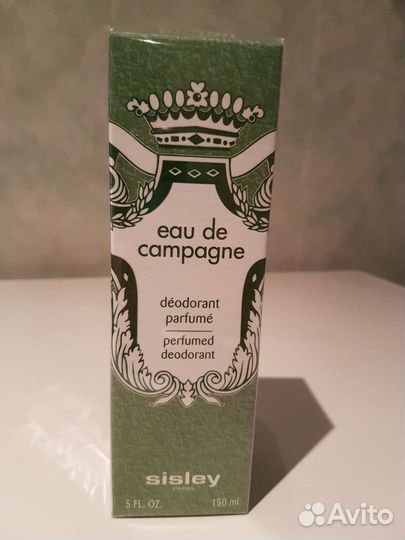 eau de
campagne
déodorant
parfumé
perfumed
deodorant
sisley
PARIS
5 FL. OZ. 150 ml
Avito